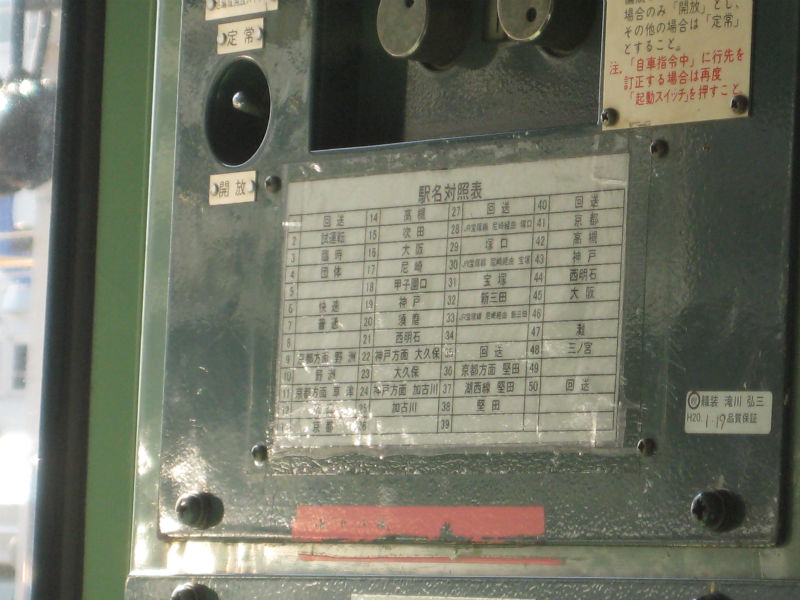 定常
開放
場合のみ「開放」とし、
その他の場合は「定常」
とすること。
注.「自車指令中」に行先を
訂正する場合は再度
「起動スイッチ」を押すこと
駅名対照表
回送 14 高槻 27 回送 40 回送
2 試運転 15 吹田 28 JR宝塚線 尼崎経由 塚口 41 京都
3 臨時 16 大阪 29 塚口 42 高槻
4 団体 17 尼崎 30 JR宝塚線 尼崎経由 宝塚 43 神戸
5 18 甲子園口 31 宝塚 44 西明石
6 快速 19 神戸 32 新三田 45 大阪
7 普通 20 須磨 33 JR宝塚線 尼崎経由 新三田 46
8 21 西明石 34 47 灘
9 京都方面 野洲 22 神戸方面 大久保 35 回送 48 三ノ宮
10 野洲 23 大久保 36 京都方面 堅田 49
11 京都方面 草津 24 神戸方面 加古川 37 湖西線 堅田 50 回送
12 加古川 38 堅田
京都 26 39
艤装 滝川 弘三
H20.1.19 品質保証